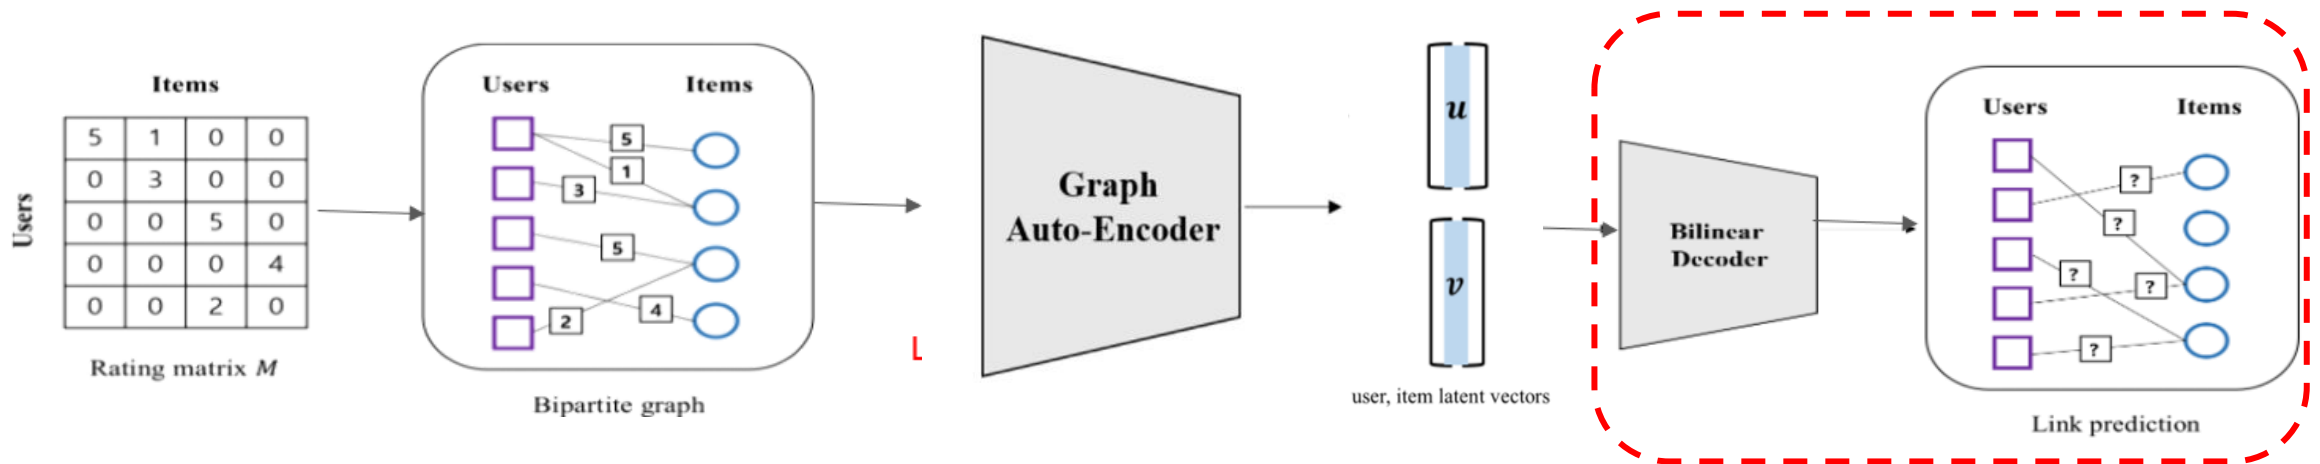 Items
Users
5 1 0 0
0 3 0 0
0 0 5 0
0 0 0 4
0 0 2 0
Rating matrix M
Users Items
5
1
3
5
4
2
Bipartite graph
L
Graph
Auto-Encoder
u
v
user, item latent vectors
Bilinear
Decoder
Users Items
?
?
?
?
?
Link prediction